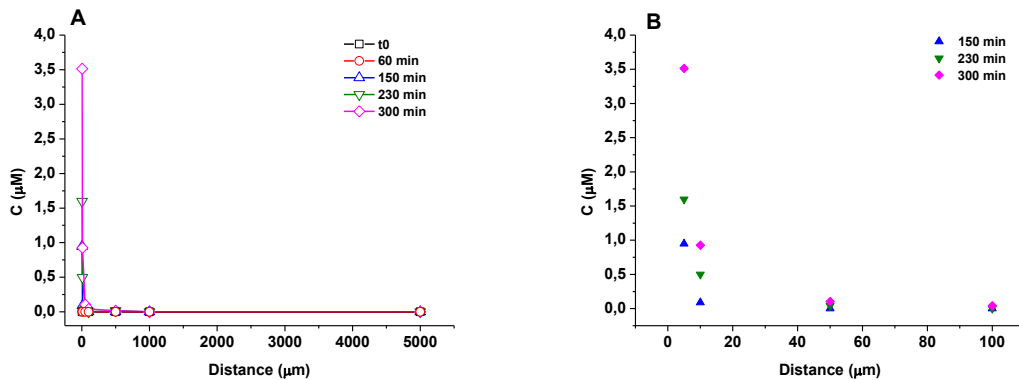 A
4,0
3,5
3,0
2,5
2,0
1,5
1,0
0,5
0,0
C (μM)
0 1000 2000 3000 4000 5000
Distance (μm)
t0
60 min
150 min
230 min
300 min
B
4,0
3,5
3,0
2,5
2,0
1,5
1,0
0,5
0,0
C (μM)
0 20 40 60 80 100
Distance (μm)
150 min
230 min
300 min